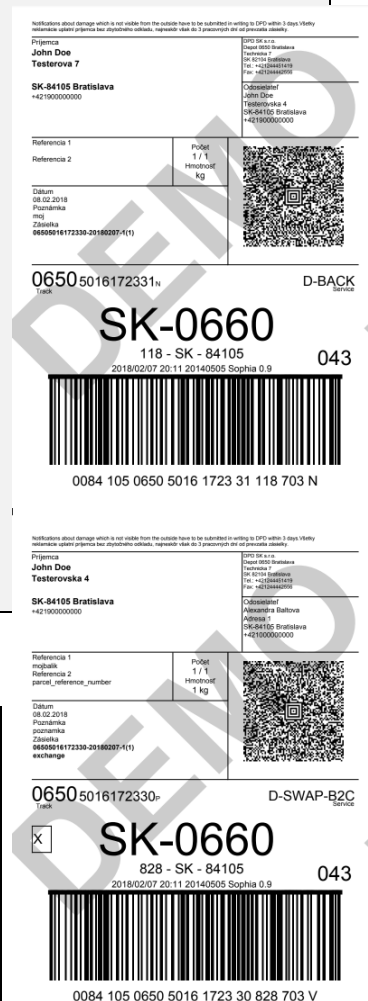 Notifications about damage which is not visible from the outside have to be submitted in writing to DPD within 3 days.Všetky
reklamácie uplatní príjemca bez zbytočného odkladu, najneskôr však do 3 pracovných dní od prevzatia zásielky.
Príjemca
John Doe
Testerova 7
SK-84105 Bratislava
+421900000000
DPD SK s.r.o.
Depot 0650 Bratislava
Technicka 7
SK 82104 Bratislava
Tel.: +421244451419
Fax: +421244442556
Odosielateľ
John Doe
Testerovska 4
SK-84105 Bratislava
+421900000000
Referencia 1
Referencia 2
Počet
1 / 1
Hmotnosť
kg
Dátum
08.02.2018
Poznámka
moj
Zásielka
06505016172330-20180207-1(1)
DEMO
0650 5016172331N
Track
D-BACK
Service
SK-0660
118 - SK - 84105
043
2018/02/07 20:11 20140505 Sophia 0.9
0084 105 0650 5016 1723 31 118 703 N
Notifications about damage which is not visible from the outside have to be submitted in writing to DPD within 3 days.Všetky
reklamácie uplatní príjemca bez zbytočného odkladu, najneskôr však do 3 pracovných dní od prevzatia zásielky.
Príjemca
John Doe
Testerovska 4
SK-84105 Bratislava
+421900000000
DPD SK s.r.o.
Depot 0650 Bratislava
Technicka 7
SK 82104 Bratislava
Tel.: +421244451419
Fax: +421244442556
Odosielateľ
Alexandra Baltova
Adresa 1
SK-84105 Bratislava
+421000000000
Referencia 1
mojbalik
Referencia 2
parcel_reference_number
Počet
1 / 1
Hmotnosť
1 kg
Dátum
08.02.2018
Poznámka
poznamka
Zásielka
06505016172330-20180207-1(1)
exchange
DEMO
0650 5016172330P
Track
D-SWAP-B2C
Service
X
SK-0660
828 - SK - 84105
043
2018/02/07 20:11 20140505 Sophia 0.9
0084 105 0650 5016 1723 30 828 703 V